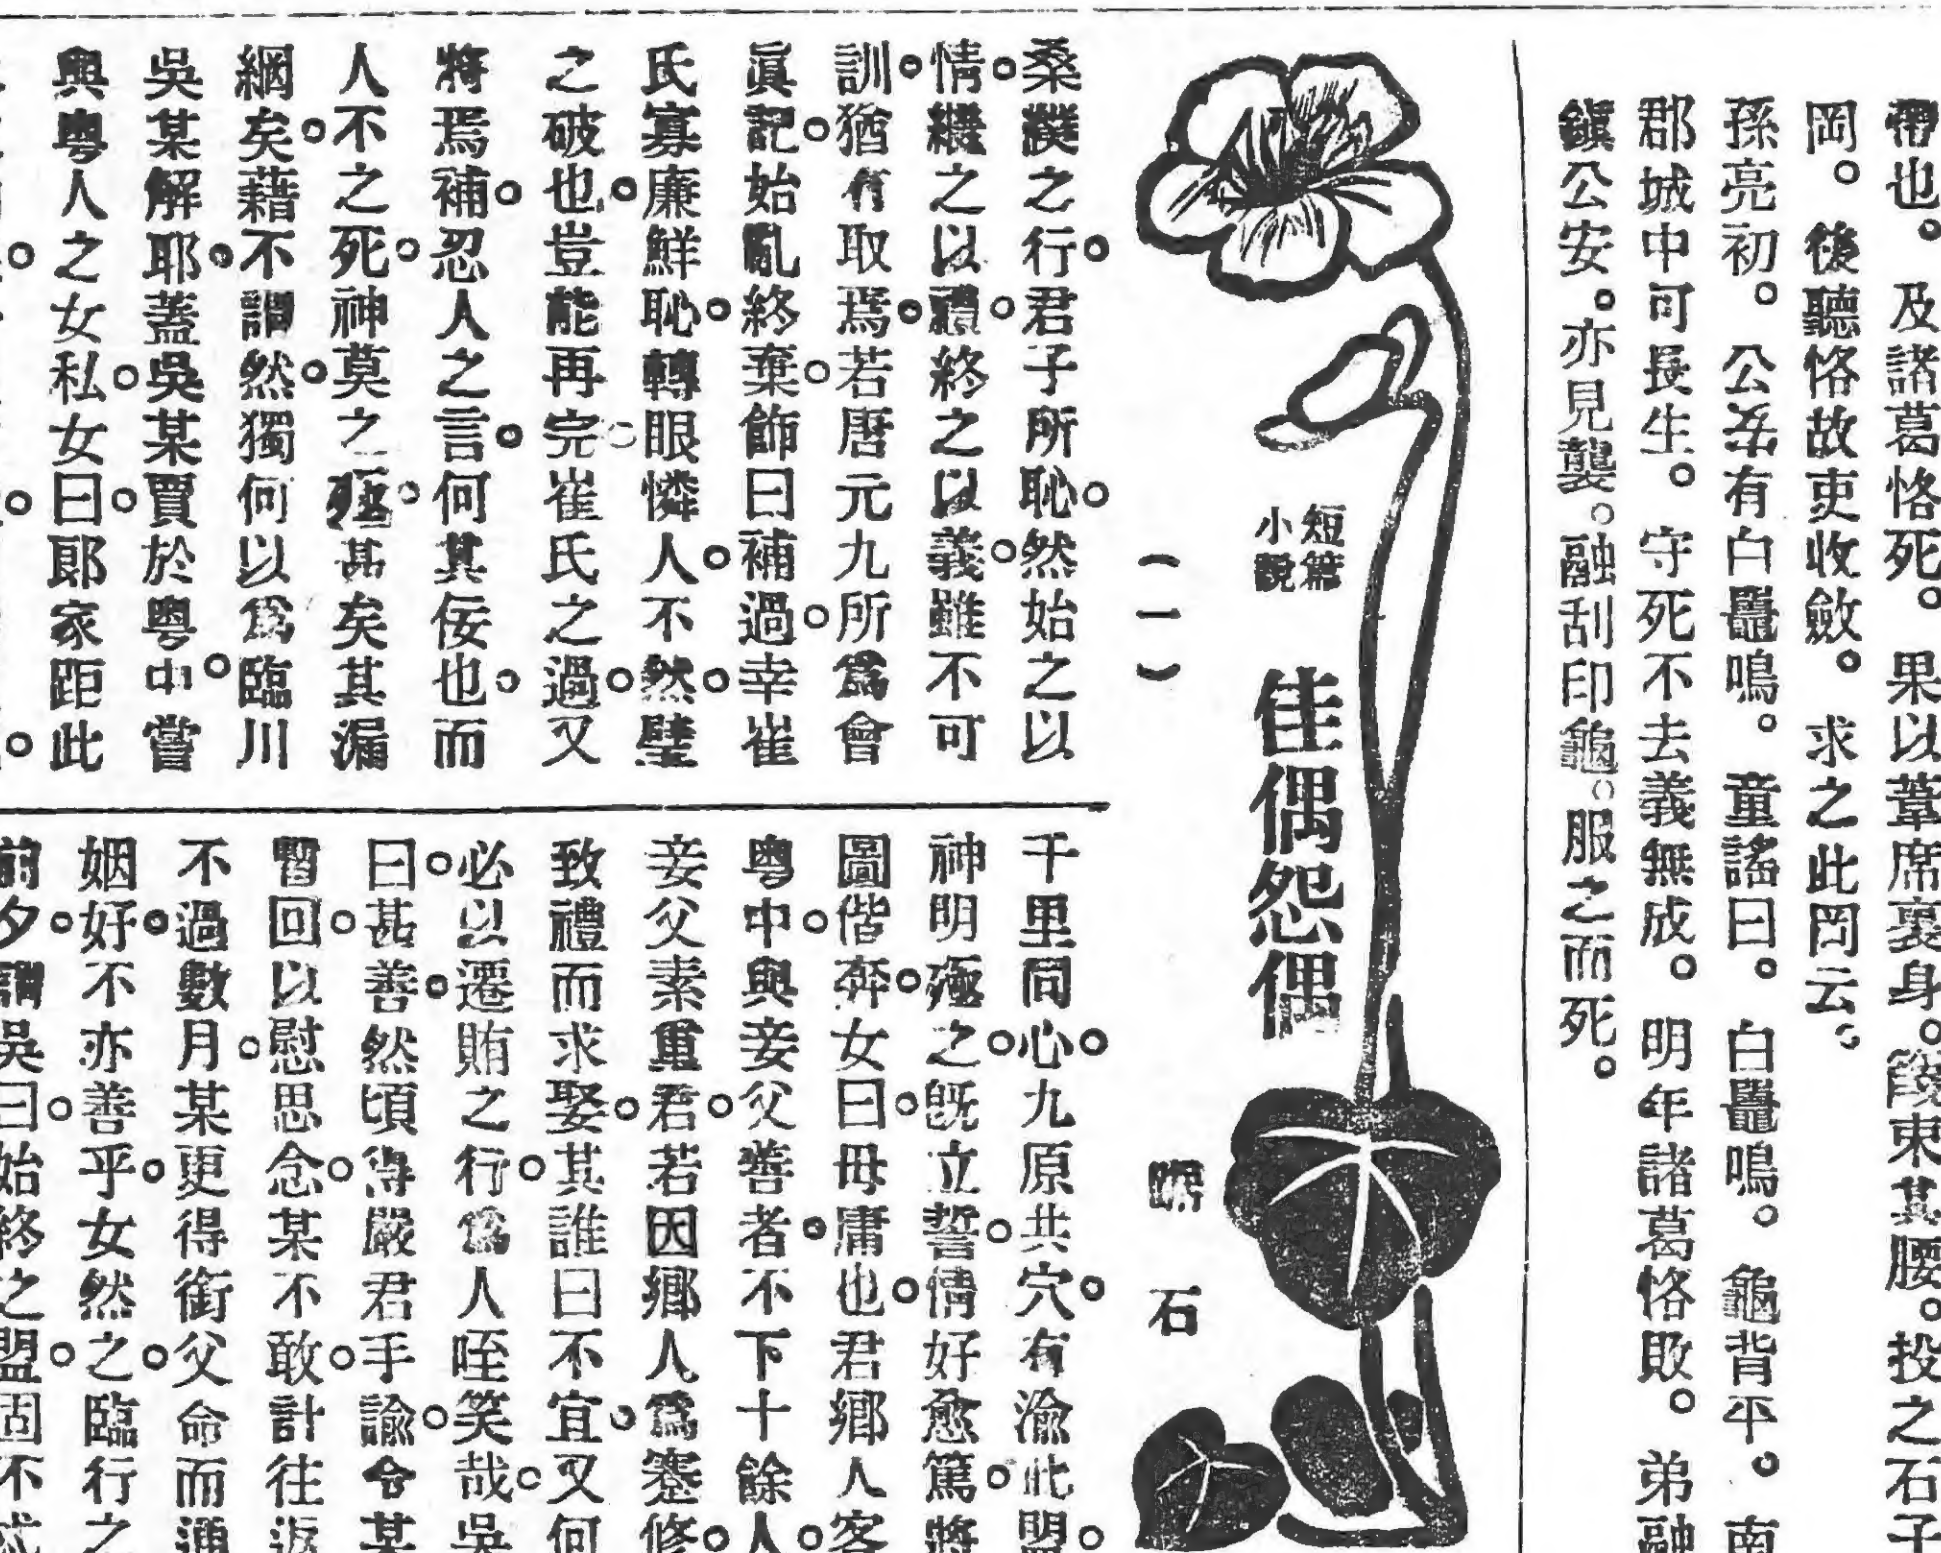 帶也。及諸葛恪死。果以葦席裹身。篾束其腰。投之石子
岡。後聽恪故吏收斂。求之此岡云。
孫亮初。公安有白鼉鳴。童謠曰。白鼉鳴。龜背平。南
郡城中可長生。守死不去義無成。明年諸葛恪敗。弟融
鎭公安。亦見襲。融刮印龜。服之而死。
短篇
小說
佳偶怨偶
石
(一)
桑濮之行。君子所恥。然始之以
情。繼之以禮。終之以義。雖不可
訓。猶有取焉。若唐元九所爲會
眞記。始亂終棄。飾曰補過。幸崔
氏寡廉鮮恥。轉眼憐人。不然。璧
之破也。豈能再完。崔氏之過。又
將焉補。忍人之言。何其佞也。而
人不之死。神莫之殛。甚矣其漏
網矣。藉不謂然。獨何以爲臨川
吳某解耶。蓋吳某賈於粤中。嘗
與粤人之女私。女曰。郞家距此
千里。同心。九原共穴。有渝此盟。
神明殛之。旣立誓。情好愈篤。將
圖偕奔。女曰。毋庸也。君鄕人客
粤中。與妾父善者。不下十餘人。
妾父素重君。若因鄕人爲蹇修。
致禮而求娶。其誰曰不宜。又何
必以遷賄之行。爲人咥笑哉。吳
曰。甚善。然頃得嚴君手諭。令某
暫回。以慰思念。某不敢計往返
不過數月。某更得銜父命而通
姻好。不亦善乎。女然之。臨行之
前夕。謂吳曰。始終之盟。固不